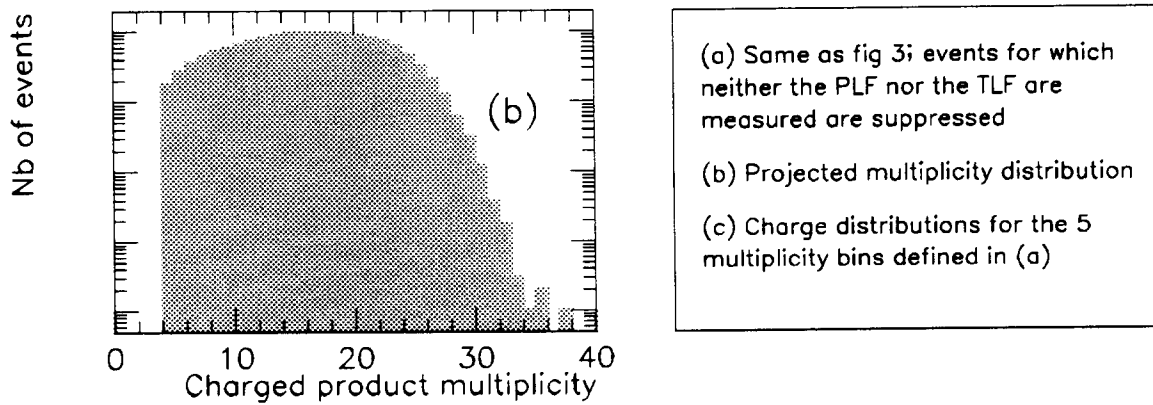 Nb of events
(b)
0 10 20 30 40
Charged product multiplicity
(a) Same as fig 3; events for which
neither the PLF nor the TLF are
measured are suppressed
(b) Projected multiplicity distribution
(c) Charge distributions for the 5
multiplicity bins defined in (a)